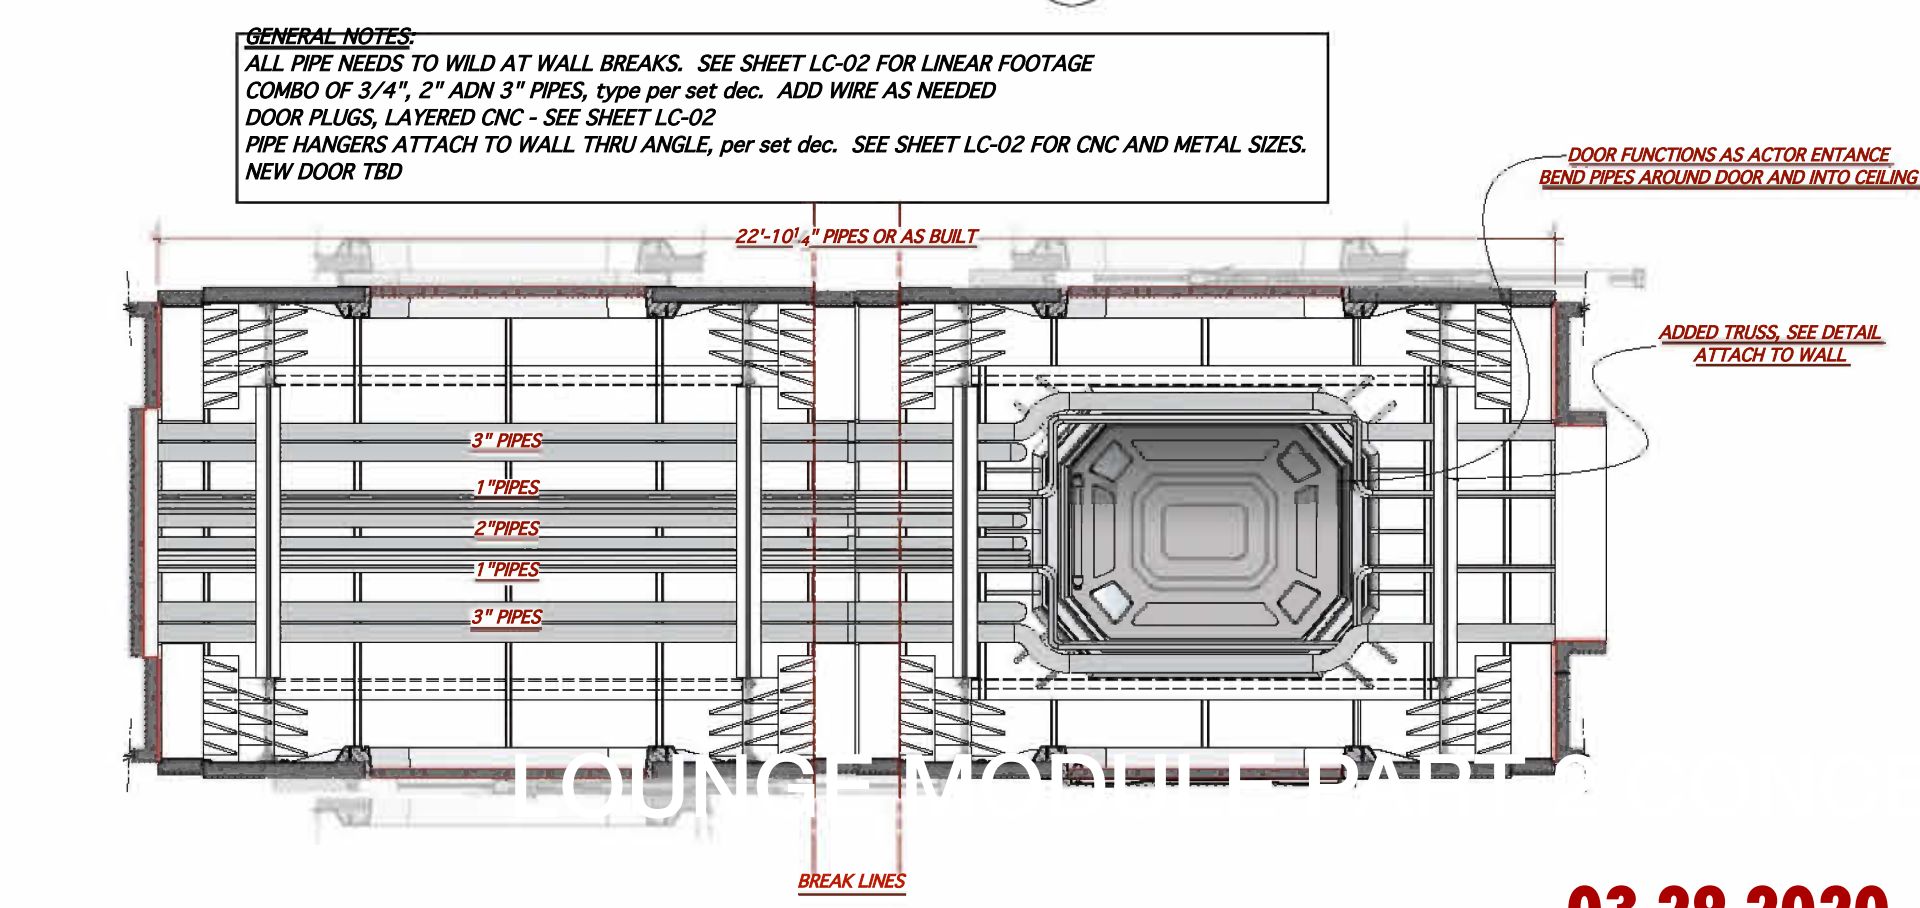 GENERAL NOTES:
ALL PIPE NEEDS TO WILD AT WALL BREAKS. SEE SHEET LC-02 FOR LINEAR FOOTAGE
COMBO OF 3/4", 2" ADN 3" PIPES, type per set dec. ADD WIRE AS NEEDED
DOOR PLUGS, LAYERED CNC - SEE SHEET LC-02
PIPE HANGERS ATTACH TO WALL THRU ANGLE, per set dec. SEE SHEET LC-02 FOR CNC AND METAL SIZES.
NEW DOOR TBD
DOOR FUNCTIONS AS ACTOR ENTANCE
BEND PIPES AROUND DOOR AND INTO CEILING
22'-10 1/4" PIPES OR AS BUILT
ADDED TRUSS, SEE DETAIL
ATTACH TO WALL
3" PIPES
1"PIPES
2"PIPES
1"PIPES
3" PIPES
LOUNGE MODULE PART 2
BREAK LINES
03.28.2020